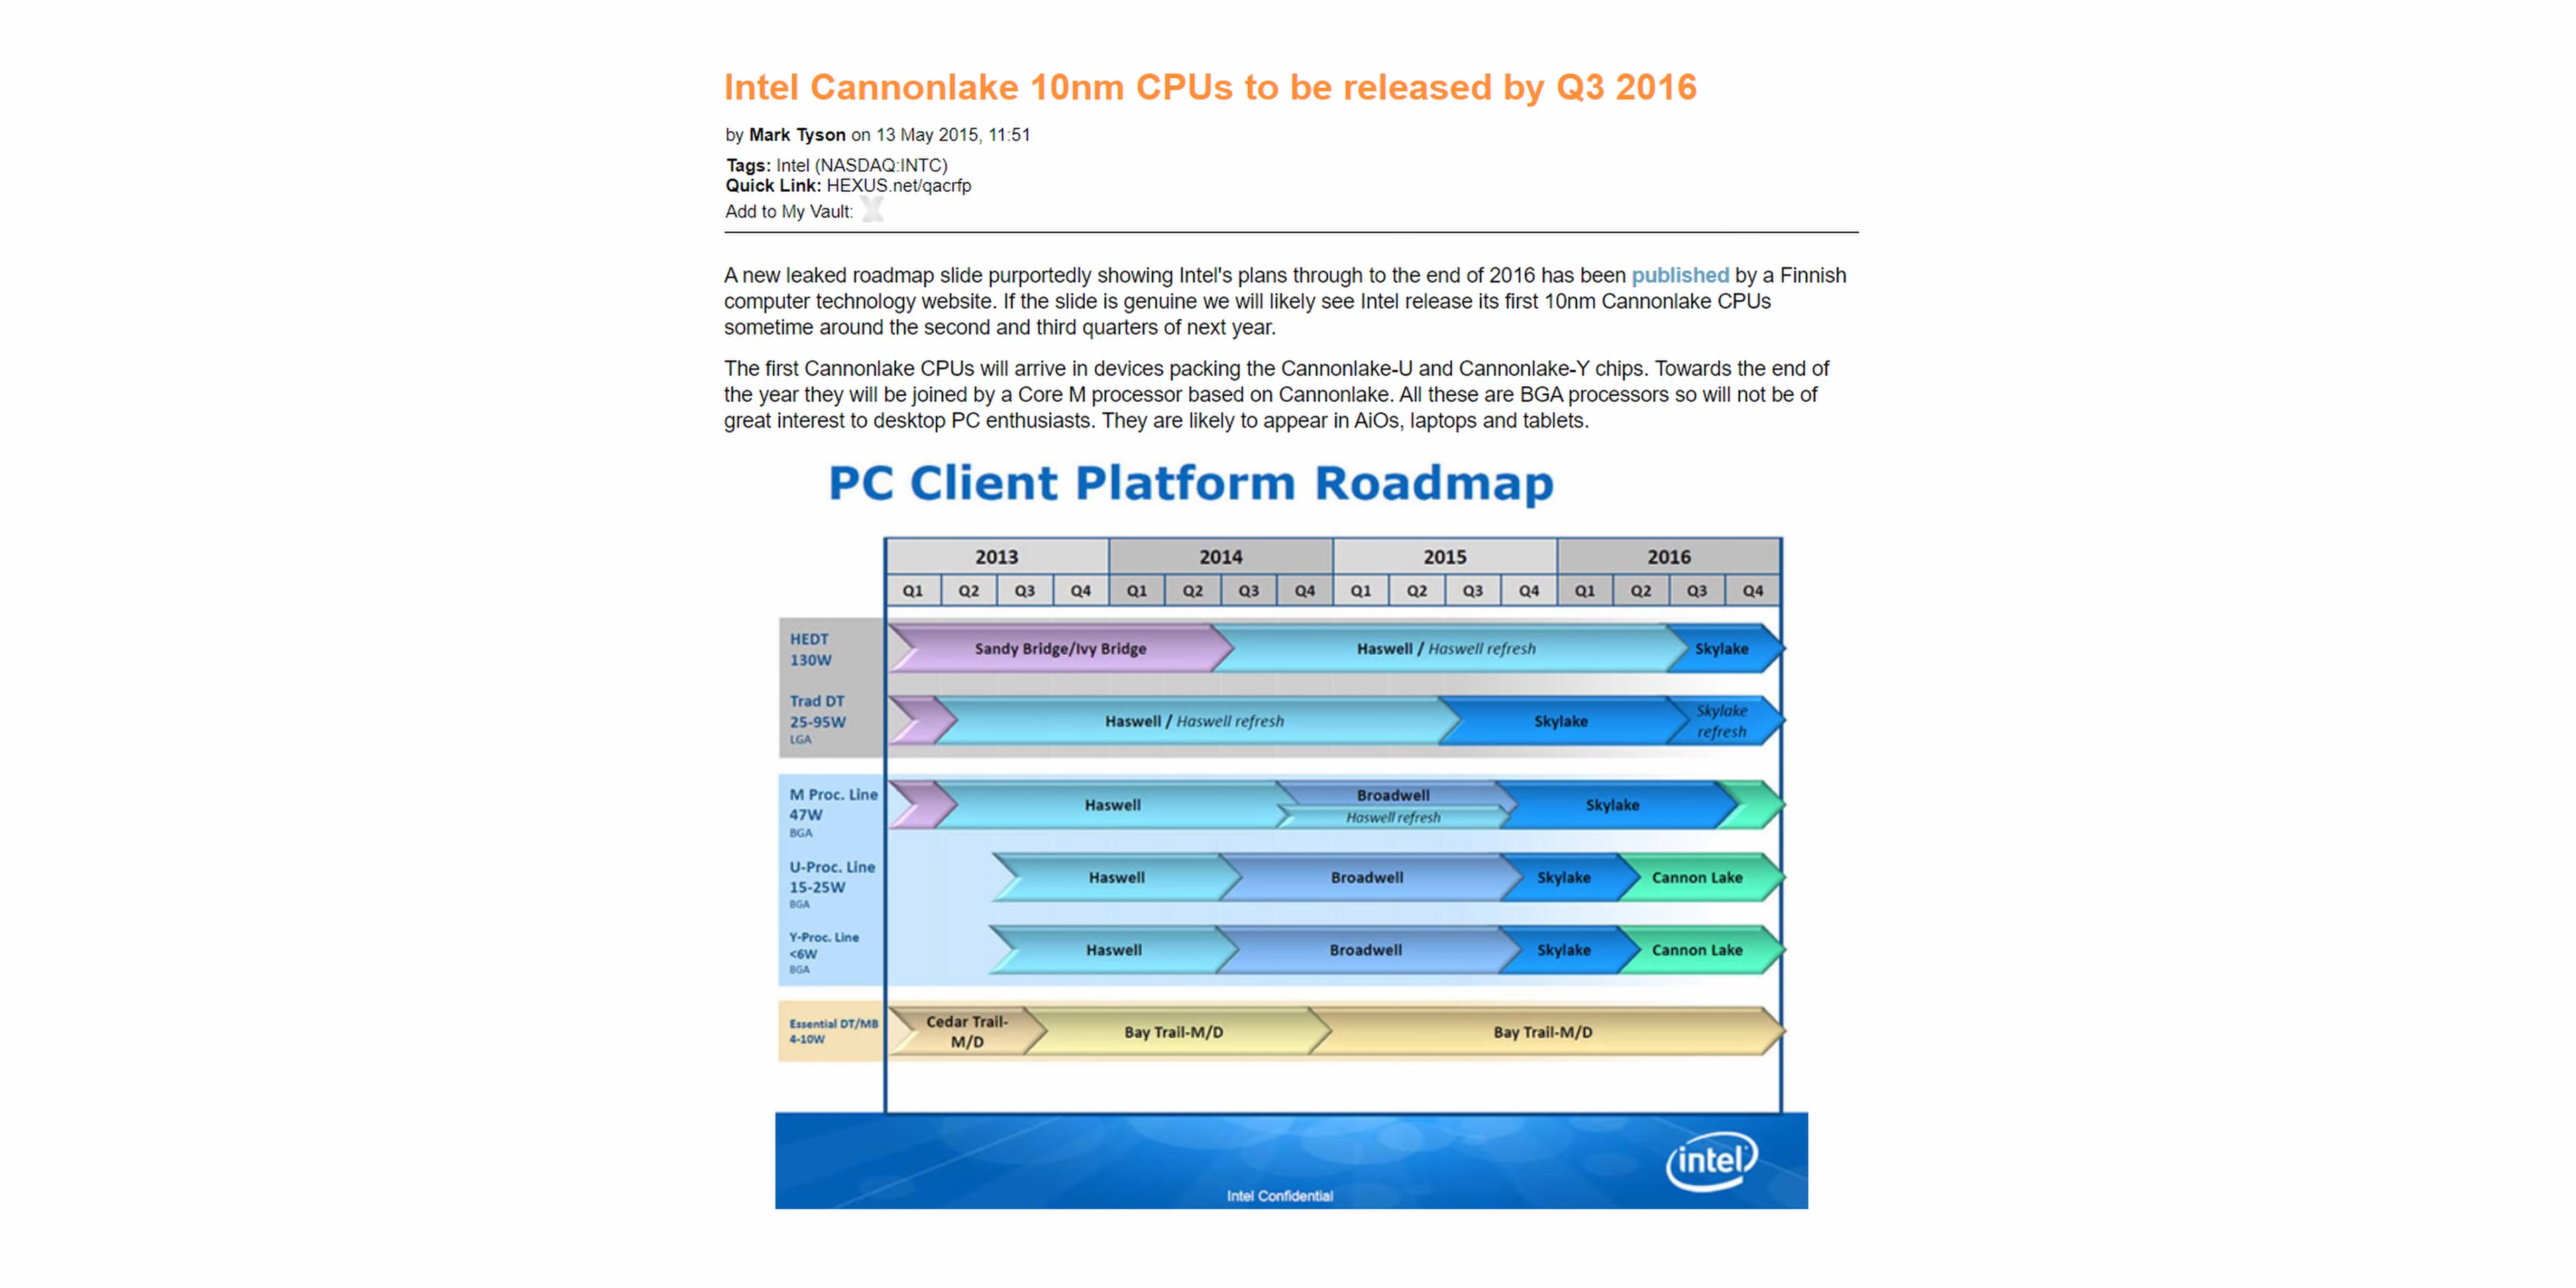 Intel Cannonlake 10nm CPUs to be released by Q3 2016
by Mark Tyson on 13 May 2015, 11:51
Tags: Intel (NASDAQ:INTC)
Quick Link: HEXUS.net/qacrfp
Add to My Vault: X
A new leaked roadmap slide purportedly showing Intel's plans through to the end of 2016 has been published by a Finnish
computer technology website. If the slide is genuine we will likely see Intel release its first 10nm Cannonlake CPUs
sometime around the second and third quarters of next year.
The first Cannonlake CPUs will arrive in devices packing the Cannonlake-U and Cannonlake-Y chips. Towards the end of
the year they will be joined by a Core M processor based on Cannonlake. All these are BGA processors so will not be of
great interest to desktop PC enthusiasts. They are likely to appear in AiOs, laptops and tablets.
PC Client Platform Roadmap
2013 2014 2015 2016
Q1 Q2 Q3 Q4 Q1 Q2 Q3 Q4 Q1 Q2 Q3 Q4 Q1 Q2 Q3 Q4
HEDT
130W
Sandy Bridge/Ivy Bridge Haswell / Haswell refresh Skylake
Trad DT
25-95W
LGA
Haswell / Haswell refresh Skylake Skylake
refresh
M Proc. Line
47W
BGA
Haswell Broadwell Skylake
Haswell refresh
U-Proc. Line
15-25W
BGA
Haswell Broadwell Skylake Cannon Lake
Y-Proc. Line
<6W
BGA
Haswell Broadwell Skylake Cannon Lake
Essential DT/MB
4-10W
Cedar Trail-
M/D
Bay Trail-M/D Bay Trail-M/D
intel
Intel Confidential